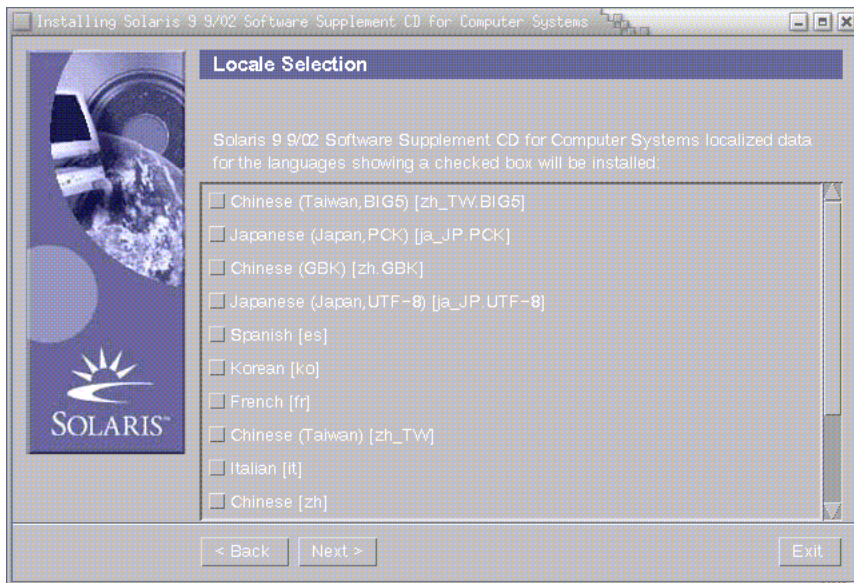 Installing Solaris 9 9/02 Software Supplement CD for Computer Systems
Locale Selection
Solaris 9 9/02 Software Supplement CD for Computer Systems localized data
for the languages showing a checked box will be installed:
Chinese (Taiwan,BIG5) [zh_TW.BIG5]
Japanese (Japan,PCK) [ja_JP.PCK]
Chinese (GBK) [zh.GBK]
Japanese (Japan,UTF-8) [ja_JP.UTF-8]
Spanish [es]
Korean [ko]
French [fr]
Chinese (Taiwan) [zh_TW]
Italian [it]
Chinese [zh]
SOLARIS™
< Back
Next >
Exit